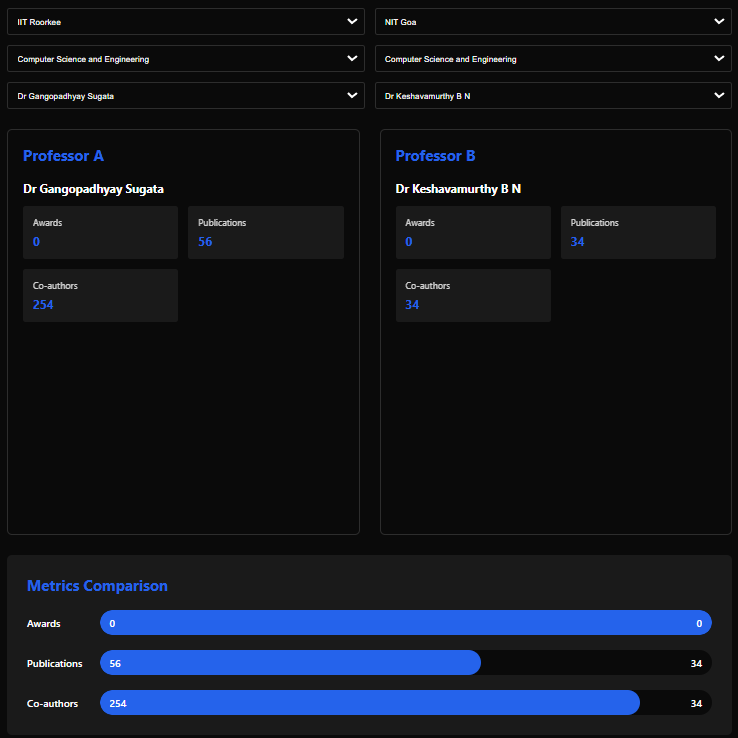 IIT Roorkee
NIT Goa
Computer Science and Engineering
Computer Science and Engineering
Dr Gangopadhyay Sugata
Dr Keshavamurthy B N
Professor A
Dr Gangopadhyay Sugata
Awards
0
Publications
56
Co-authors
254
Professor B
Dr Keshavamurthy B N
Awards
0
Publications
34
Co-authors
34
Metrics Comparison
Awards 0 0
Publications 56 34
Co-authors 254 34